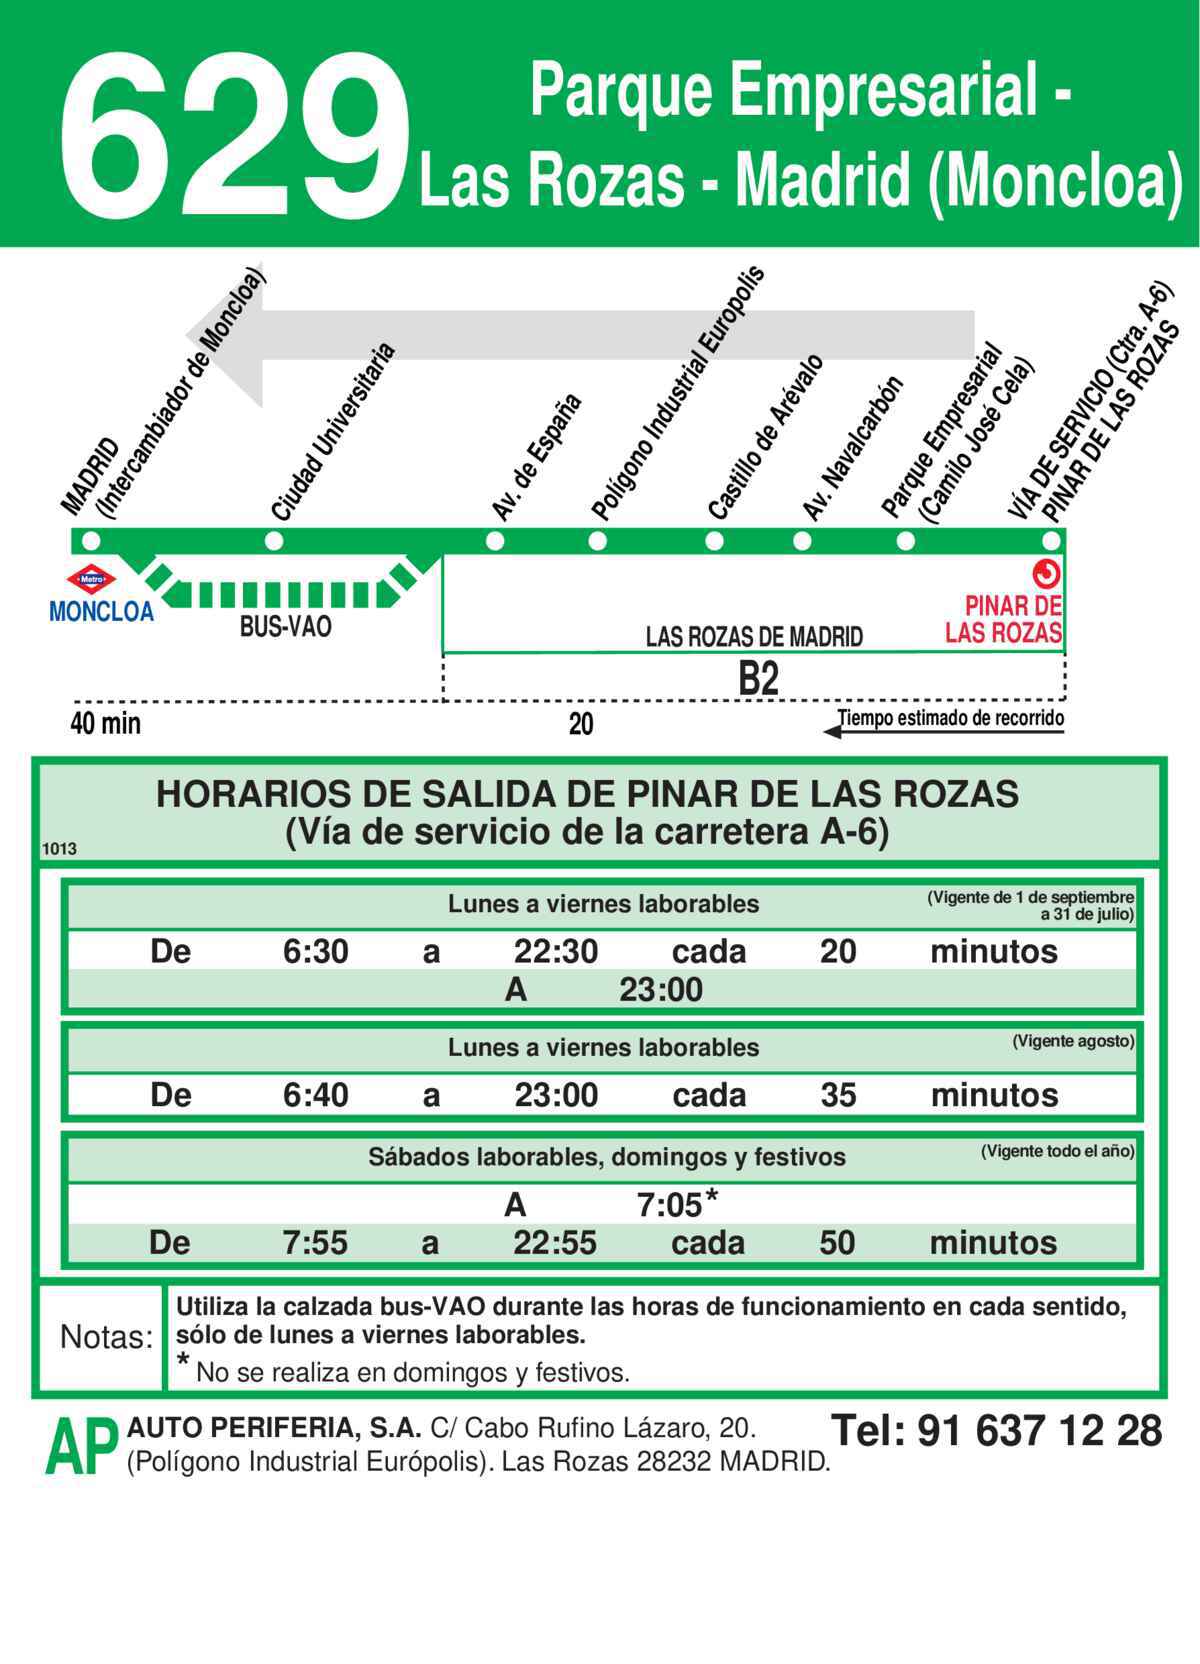 629
Parque Empresarial -
Las Rozas - Madrid (Moncloa)
MADRID
(Intercambiador de Moncloa)
Ciudad Universitaria
Av. de España
Polígono Industrial Europolis
Castillo de Arévalo
Av. Navalcarbón
Parque Empresarial
(Camilo José Cela)
VÍA DE SERVICIO (Ctra. A-6)
PINAR DE LAS ROZAS
Metro
MONCLOA
BUS-VAO
LAS ROZAS DE MADRID
PINAR DE
LAS ROZAS
B2
40 min
20
Tiempo estimado de recorrido
HORARIOS DE SALIDA DE PINAR DE LAS ROZAS
(Vía de servicio de la carretera A-6)
1013
Lunes a viernes laborables
(Vigente de 1 de septiembre
a 31 de julio)
De 6:30 a 22:30 cada 20 minutos
A 23:00
Lunes a viernes laborables
(Vigente agosto)
De 6:40 a 23:00 cada 35 minutos
Sábados laborables, domingos y festivos
(Vigente todo el año)
A 7:05*
De 7:55 a 22:55 cada 50 minutos
Notas:
Utiliza la calzada bus-VAO durante las horas de funcionamiento en cada sentido,
sólo de lunes a viernes laborables.
* No se realiza en domingos y festivos.
AP
AUTO PERIFERIA, S.A. C/ Cabo Rufino Lázaro, 20.
(Polígono Industrial Európolis). Las Rozas 28232 MADRID.
Tel: 91 637 12 28